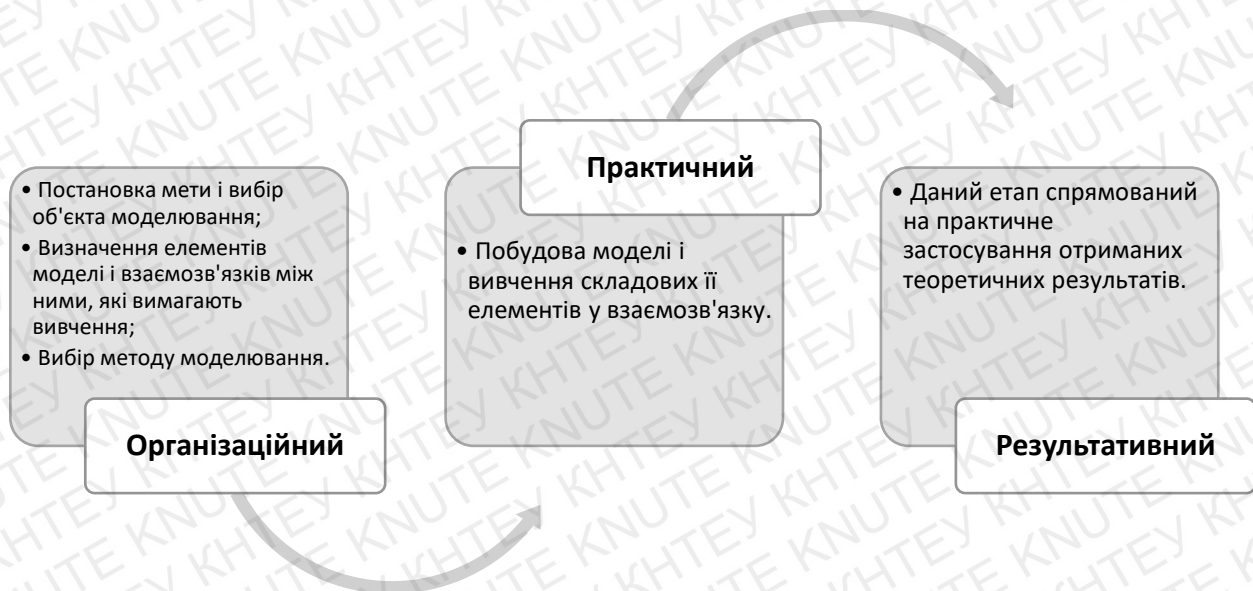 • Постановка мети і вибір
об'єкта моделювання;
• Визначення елементів
моделі і взаємозв'язків між
ними, які вимагають
вивчення;
• Вибір методу моделювання.
Організаційний
Практичний
• Побудова моделі і
вивчення складових її
елементів у взаємозв'язку.
• Даний етап спрямований
на практичне
застосування отриманих
теоретичних результатів.
Результативний